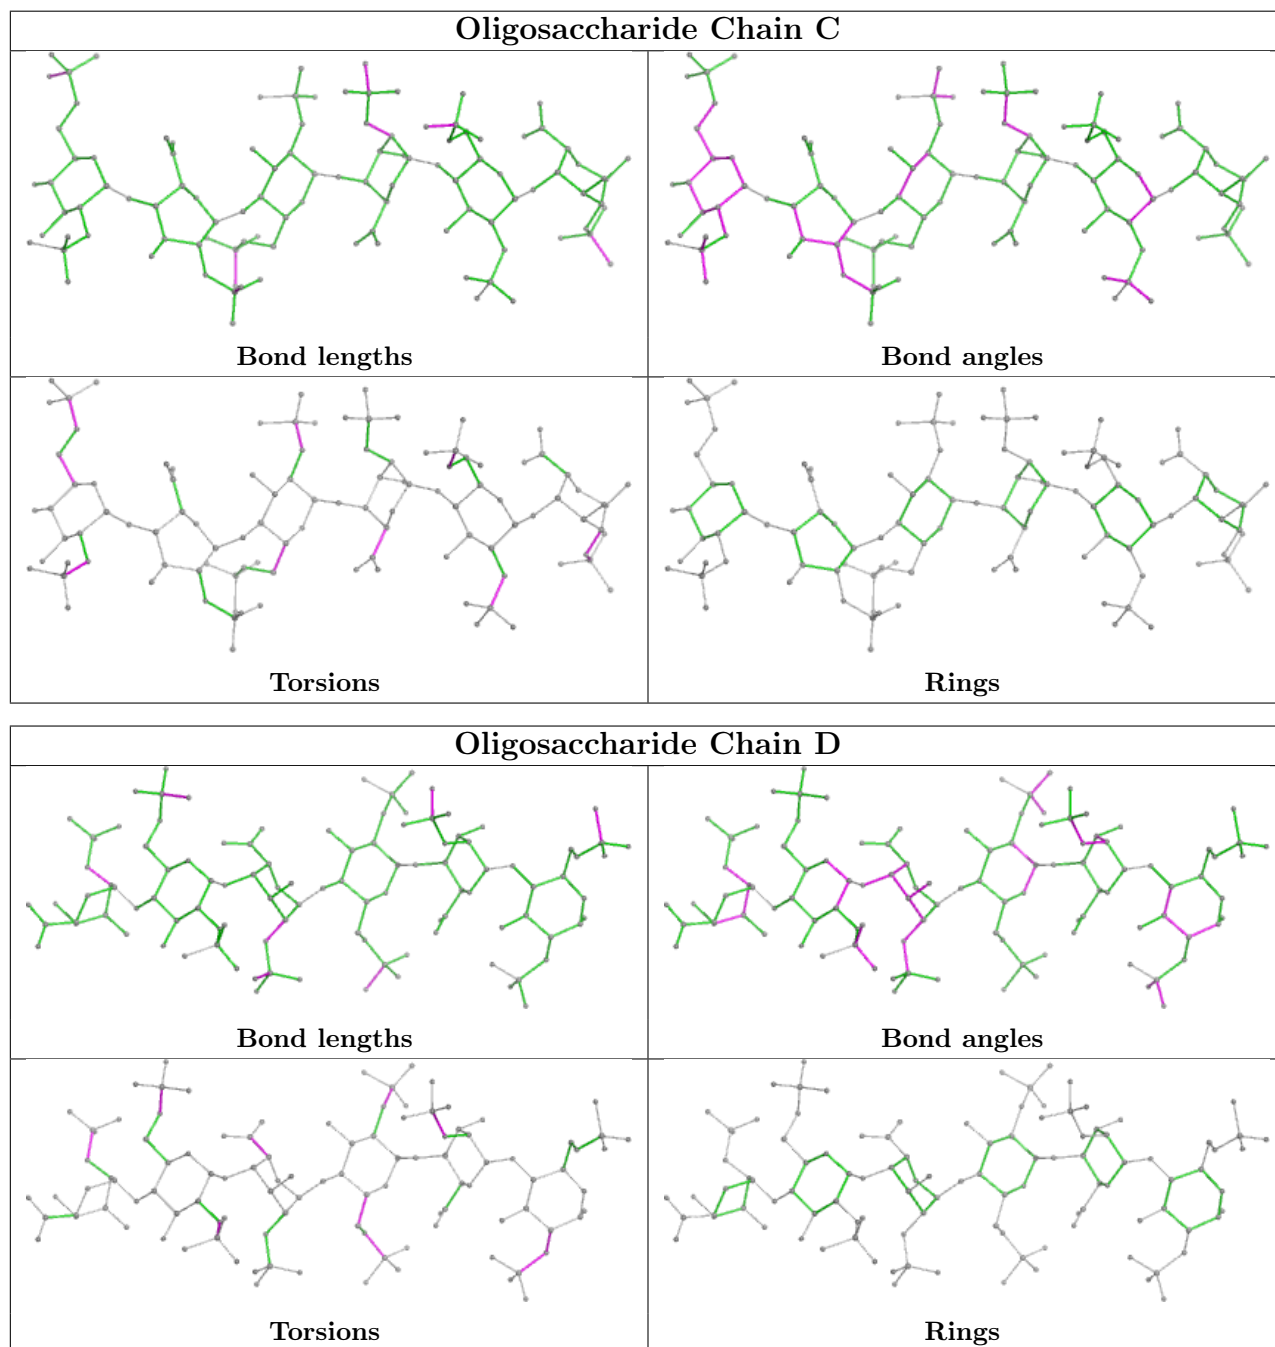 Oligosaccharide Chain C
Bond lengths
Bond angles
Torsions
Rings
Oligosaccharide Chain D
Bond lengths
Bond angles
Torsions
Rings